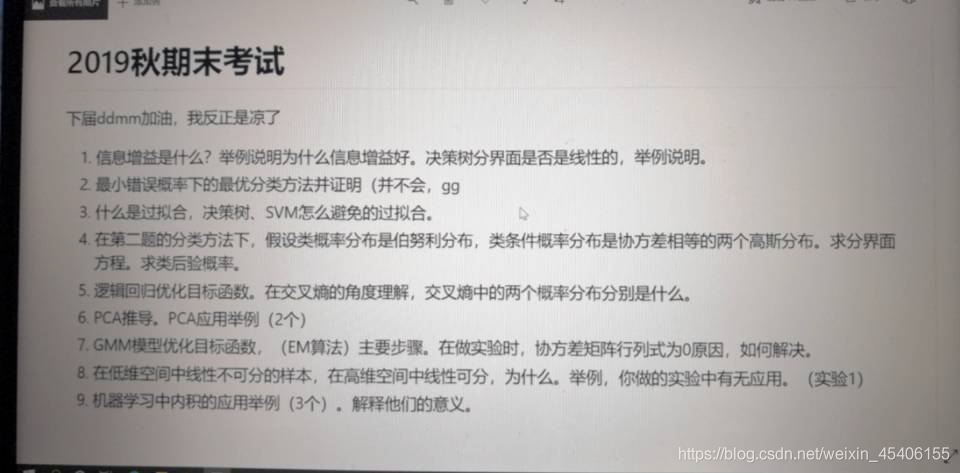 查看所有照片
2019秋期末考试
下届ddmm加油，我反正是凉了
1. 信息增益是什么？举例说明为什么信息增益好。决策树分界面是否是线性的，举例说明。
2. 最小错误概率下的最优分类方法并证明（并不会，gg
3. 什么是过拟合，决策树、SVM怎么避免的过拟合。
4. 在第二题的分类方法下，假设类概率分布是伯努利分布，类条件概率分布是协方差相等的两个高斯分布。求分界面
方程。求类后验概率。
5. 逻辑回归优化目标函数。在交叉熵的角度理解，交叉熵中的两个概率分布分别是什么。
6. PCA推导。PCA应用举例（2个）
7. GMM模型优化目标函数，（EM算法）主要步骤。在做实验时，协方差矩阵行列式为0原因，如何解决。
8. 在低维空间中线性不可分的样本，在高维空间中线性可分，为什么。举例，你做的实验中有无应用。（实验1）
9. 机器学习中内积的应用举例（3个）。解释他们的意义。
https://blog.csdn.net/weixin_45406155